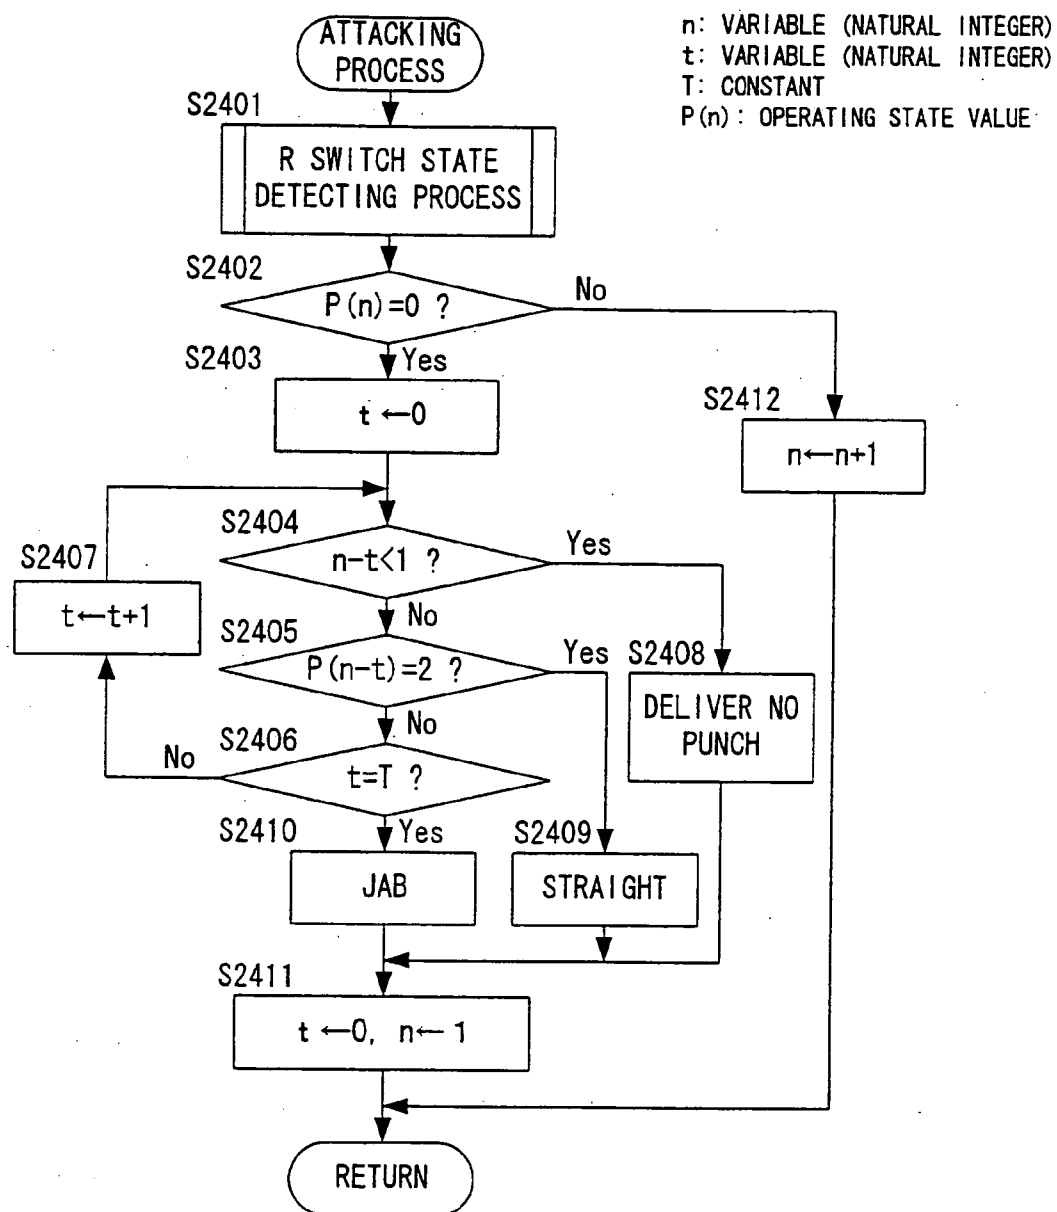 ATTACKING
PROCESS
n: VARIABLE (NATURAL INTEGER)
t: VARIABLE (NATURAL INTEGER)
T: CONSTANT
P(n): OPERATING STATE VALUE
S2401
R SWITCH STATE
DETECTING PROCESS
S2402
P(n)=0 ?
No
Yes
S2403
t ←0
S2412
n←n+1
S2404
n-t<1 ?
Yes
S2407
t←t+1
No
S2405
P(n-t)=2 ?
Yes
S2408
DELIVER NO
PUNCH
No
S2406
t=T ?
No
Yes
S2410
JAB
S2409
STRAIGHT
S2411
t ←0, n← 1
RETURN